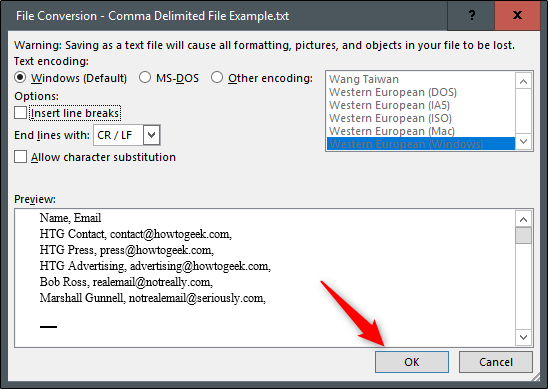 File Conversion - Comma Delimited File Example.txt
? X
Warning: Saving as a text file will cause all formatting, pictures, and objects in your file to be lost.
Text encoding:
Windows (Default) MS-DOS Other encoding:
Wang Taiwan
Western European (DOS)
Western European (IA5)
Western European (ISO)
Western European (Mac)
Western European (Windows)
Options:
Insert line breaks
End lines with: CR / LF
Allow character substitution
Preview:
Name, Email
HTG Contact, contact@howtogeek.com,
HTG Press, press@howtogeek.com,
HTG Advertising, advertising@howtogeek.com,
Bob Ross, realemail@notreally.com,
Marshall Gunnell, notrealemail@seriously.com,
OK Cancel